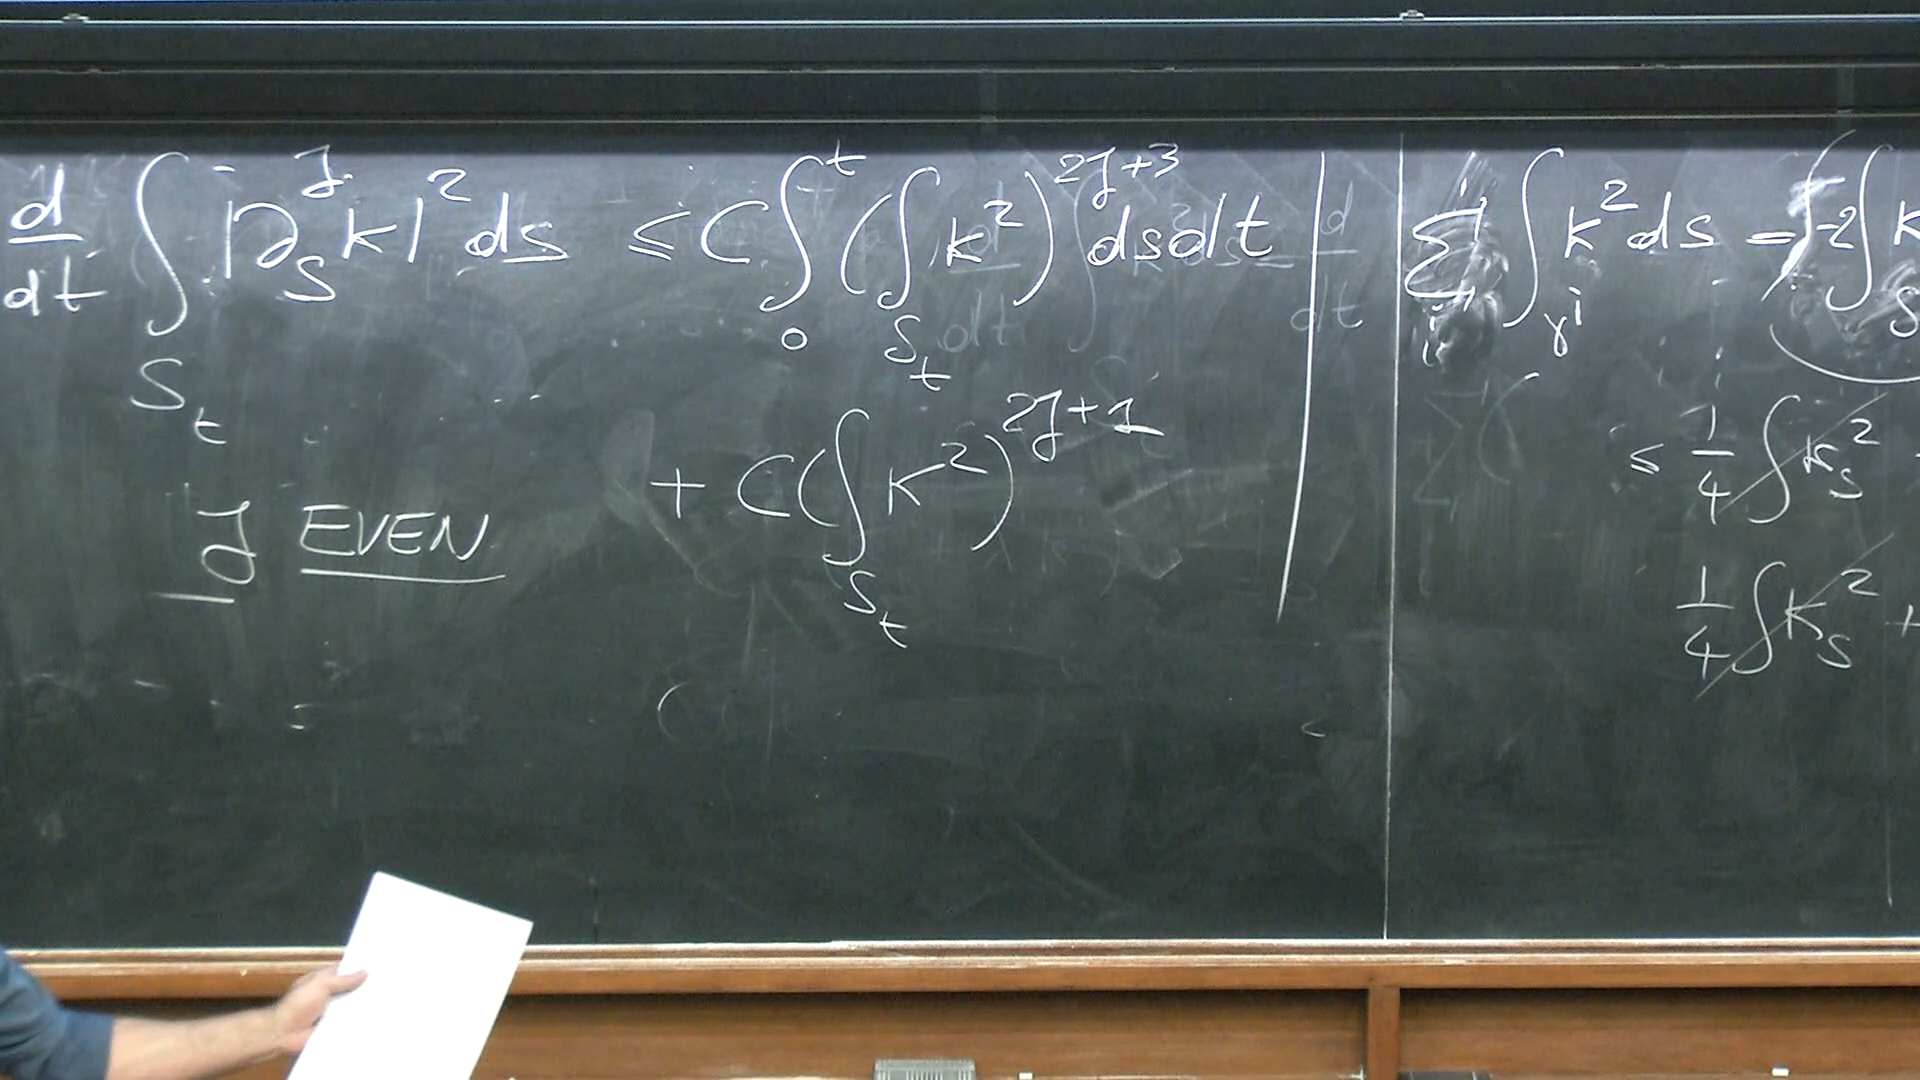 d/dt ∫_{S_t} |∂_s^j k|² ds ≤ C ∫_0^t (∫_{S_t} k²)^{2j+3} ds dt
+ C (∫_{S_t} k²)^{2j+1}
j EVEN
Σ_i ∫_{γ^i} k² ds = -2∫_S k
≤ 1/4 ∫ k_s²
1/4 ∫ k_s² +